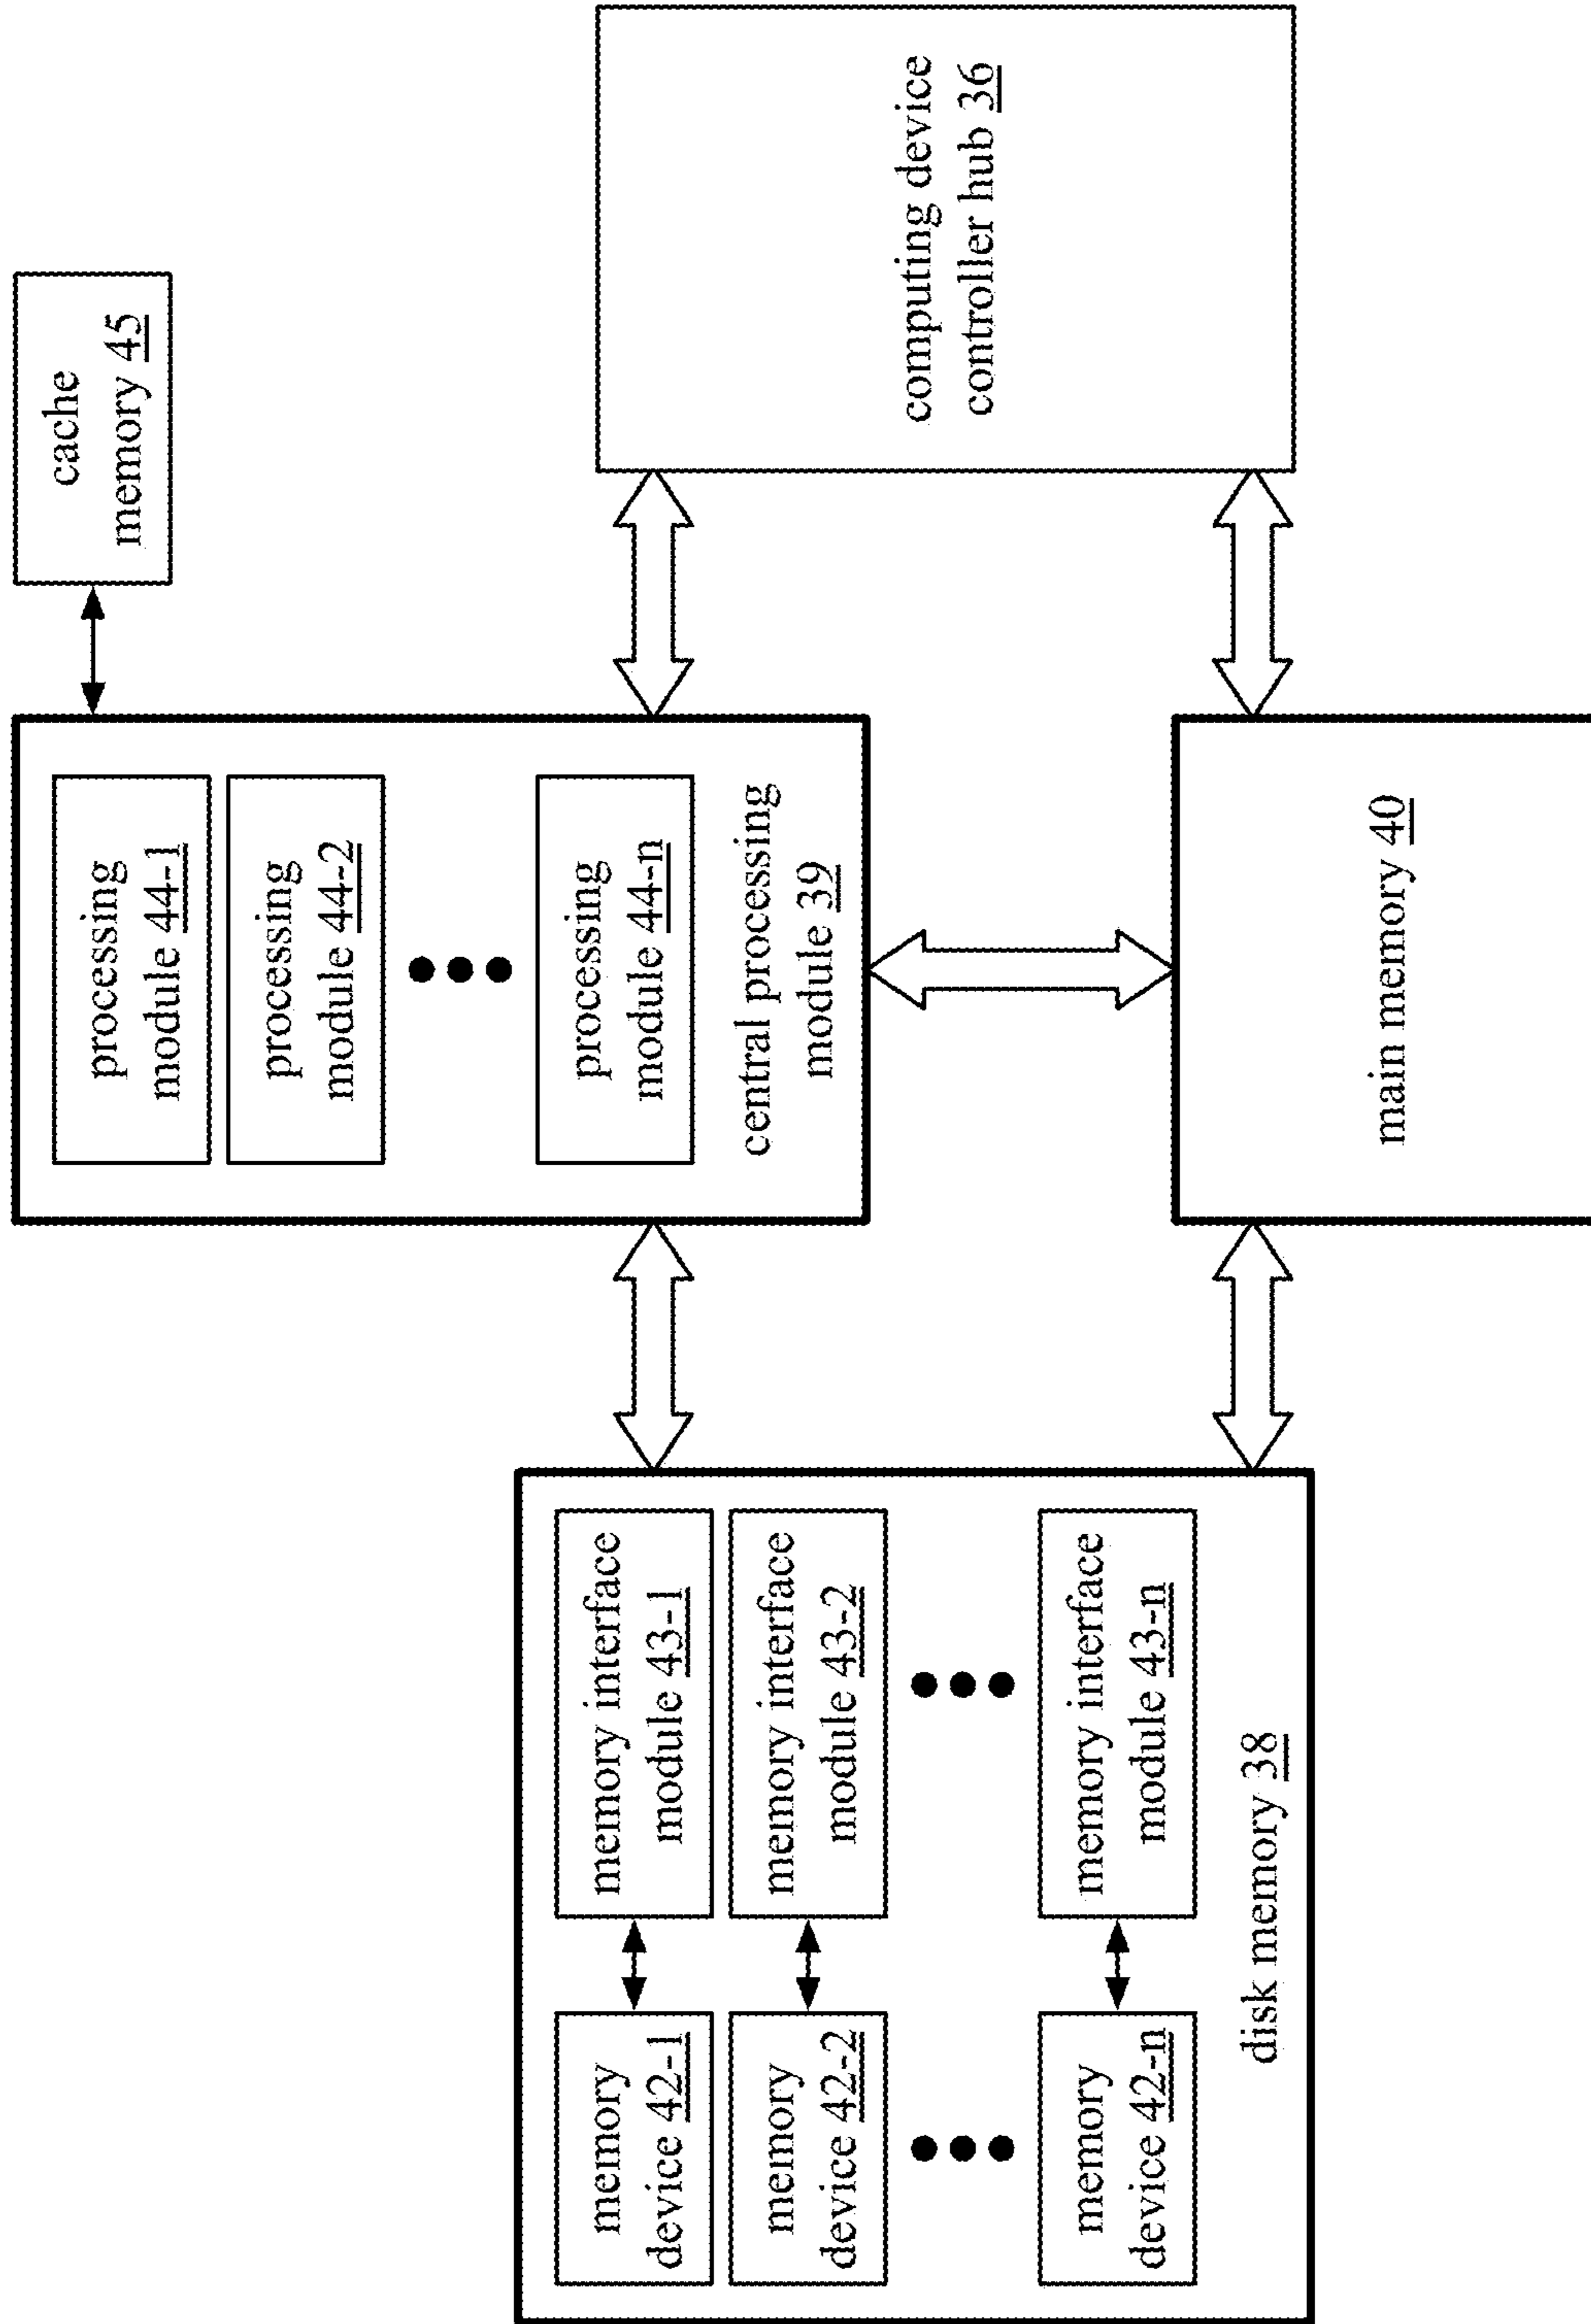 memory
device 42-1
memory interface
module 43-1
memory
device 42-2
memory interface
module 43-2
memory
device 42-n
memory interface
module 43-n
disk memory 38
processing
module 44-1
processing
module 44-2
processing
module 44-n
central processing
module 39
cache
memory 45
computing device
controller hub 36
main memory 40